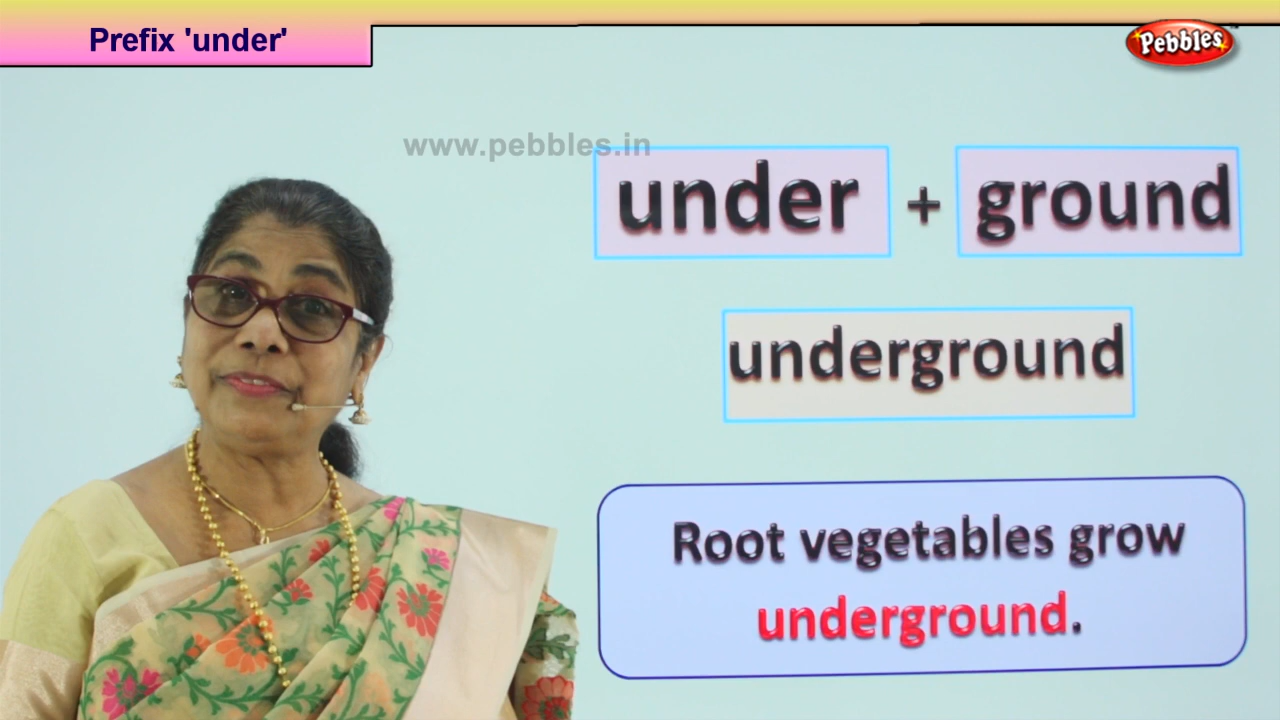 Prefix 'under'
Pebbles
www.pebbles.in
under + ground
underground
Root vegetables grow
underground.